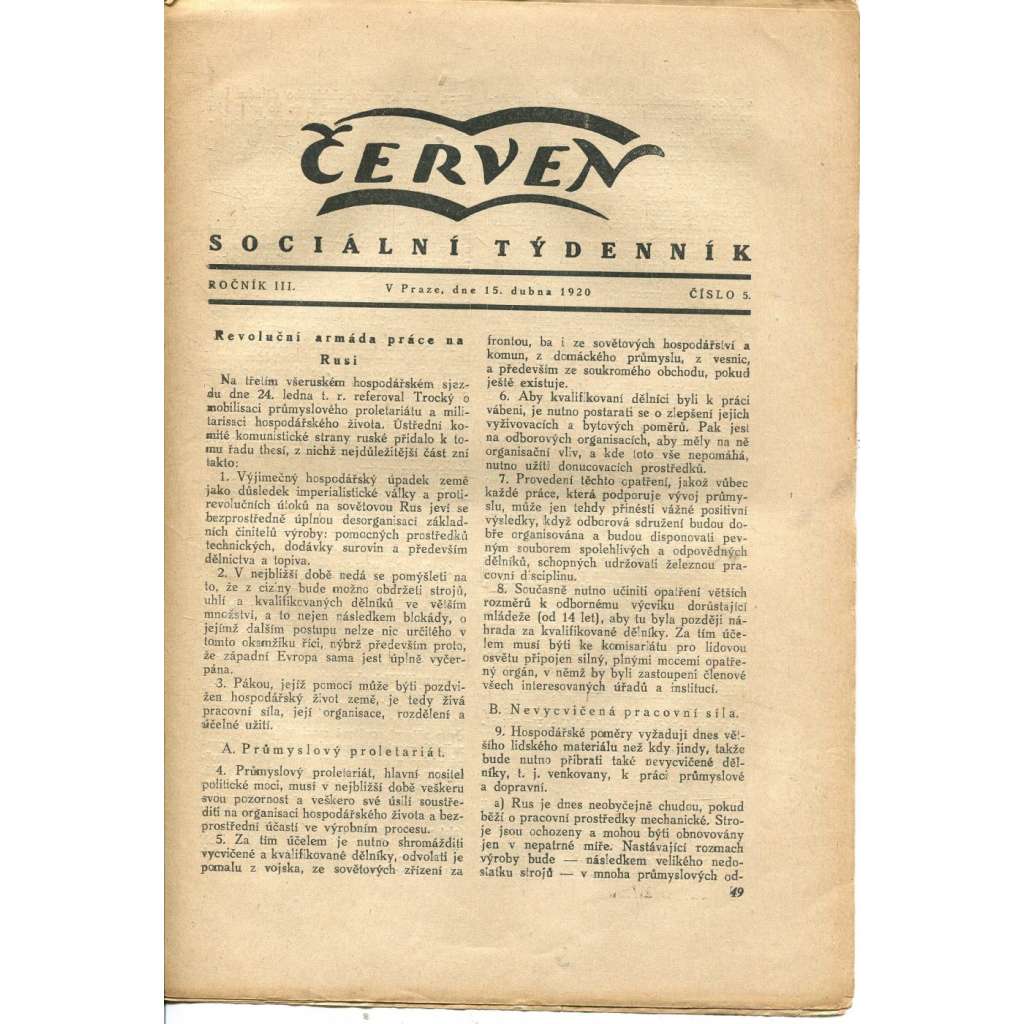 ČERVEN
SOCIÁLNÍ TÝDENNÍK
ROČNÍK III.
V Praze, dne 15. dubna 1920
ČÍSLO 5.
Revoluční armáda práce na
Rusi
Na třetím všeruském hospodářském sjez-
du dne 24. ledna t. r. referoval Trocký o
mobilisaci průmyslového proletariátu a mili-
tarisaci hospodářského života. Ústřední ko-
mité komunistické strany ruské přidalo k to-
mu řadu thesí, z nichž nejdůležitější část zní
takto:
1. Výjimečný hospodářský úpadek země
jako důsledek imperialistické války a proti-
revolučních útoků na sovětovou Rus jeví se
bezprostředně úplnou desorganisací základ-
ních činitelů výroby: pomocných prostředků
technických, dodávky surovin a především
dělnictva a topiva.
2. V nejbližší době nedá se pomýšleti na
to, že z ciziny bude možno obdržeti strojů,
uhlí a kvalifikovaných dělníků ve větším
množství, a to nejen následkem blokády, o
jejímž dalším postupu nelze nic určitého v
tomto okamžiku říci, nýbrž především proto,
že západní Evropa sama jest úplně vyčer-
pána.
3. Pákou, jejíž pomocí může býti pozdvi-
žen hospodářský život země, je tedy živá
pracovní síla, její organisace, rozdělení a
účelné užití.
A. Průmyslový proletariát.
4. Průmyslový proletariát, hlavní nositel
politické moci, musí v nejbližší době veškeru
svou pozornost a veškero své úsilí soustře-
diti na organisaci hospodářského života a bez-
prostřední účastí ve výrobním procesu.
5. Za tím účelem je nutno shromážditi
vycvičené a kvalifikované dělníky, odvolati je
pomalu z vojska, ze sovětových zřízení za
frontou, ba i ze sovětových hospodářství a
komun, z domáckého průmyslu, z vesnic,
a především ze soukromého obchodu, pokud
ještě existuje.
6. Aby kvalifikovaní dělníci byli k práci
vábeni, je nutno postarati se o zlepšení jejich
vyživovacích a bytových poměrů. Pak jest
na odborových organisacích, aby měly na ně
organisační vliv, a kde toto vše nepomáhá,
nutno užíti donucovacích prostředků.
7. Provedení těchto opatření, jakož vůbec
každé práce, která podporuje vývoj průmy-
slu, může jen tehdy přinésti vážné positivní
výsledky, když odborová sdružení budou do-
bře organisována a budou disponovati pev-
ným souborem spolehlivých a odpovědných
dělníků, schopných udržovati železnou pra-
covní disciplinu.
8. Současně nutno učiniti opatření větších
rozměrů k odbornému výcviku dorůstající
mládeže (od 14 let), aby tu byla později ná-
hrada za kvalifikované dělníky. Za tím úče-
lem musí býti ke komisariátu pro lidovou
osvětu připojen silný, plnými mocemi opatře-
ný orgán, v němž by byli zastoupeni členové
všech interesovaných úřadů a institucí.
B. Nevycvičená pracovní síla.
9. Hospodářské poměry vyžadují dnes vět-
šího lidského materiálu než kdy jindy, takže
bude nutno přibrati také nevycvičené děl-
níky, t. j. venkovany, k práci průmyslové
a dopravní.
a) Rus je dnes neobyčejně chudou, pokud
běží o pracovní prostředky mechanické. Stro-
je jsou ochozeny a mohou býti obnovovány
jen v nepatrné míře. Nastávající rozmach
výroby bude — následkem velikého nedo-
statku strojů — v mnoha průmyslových od-
49